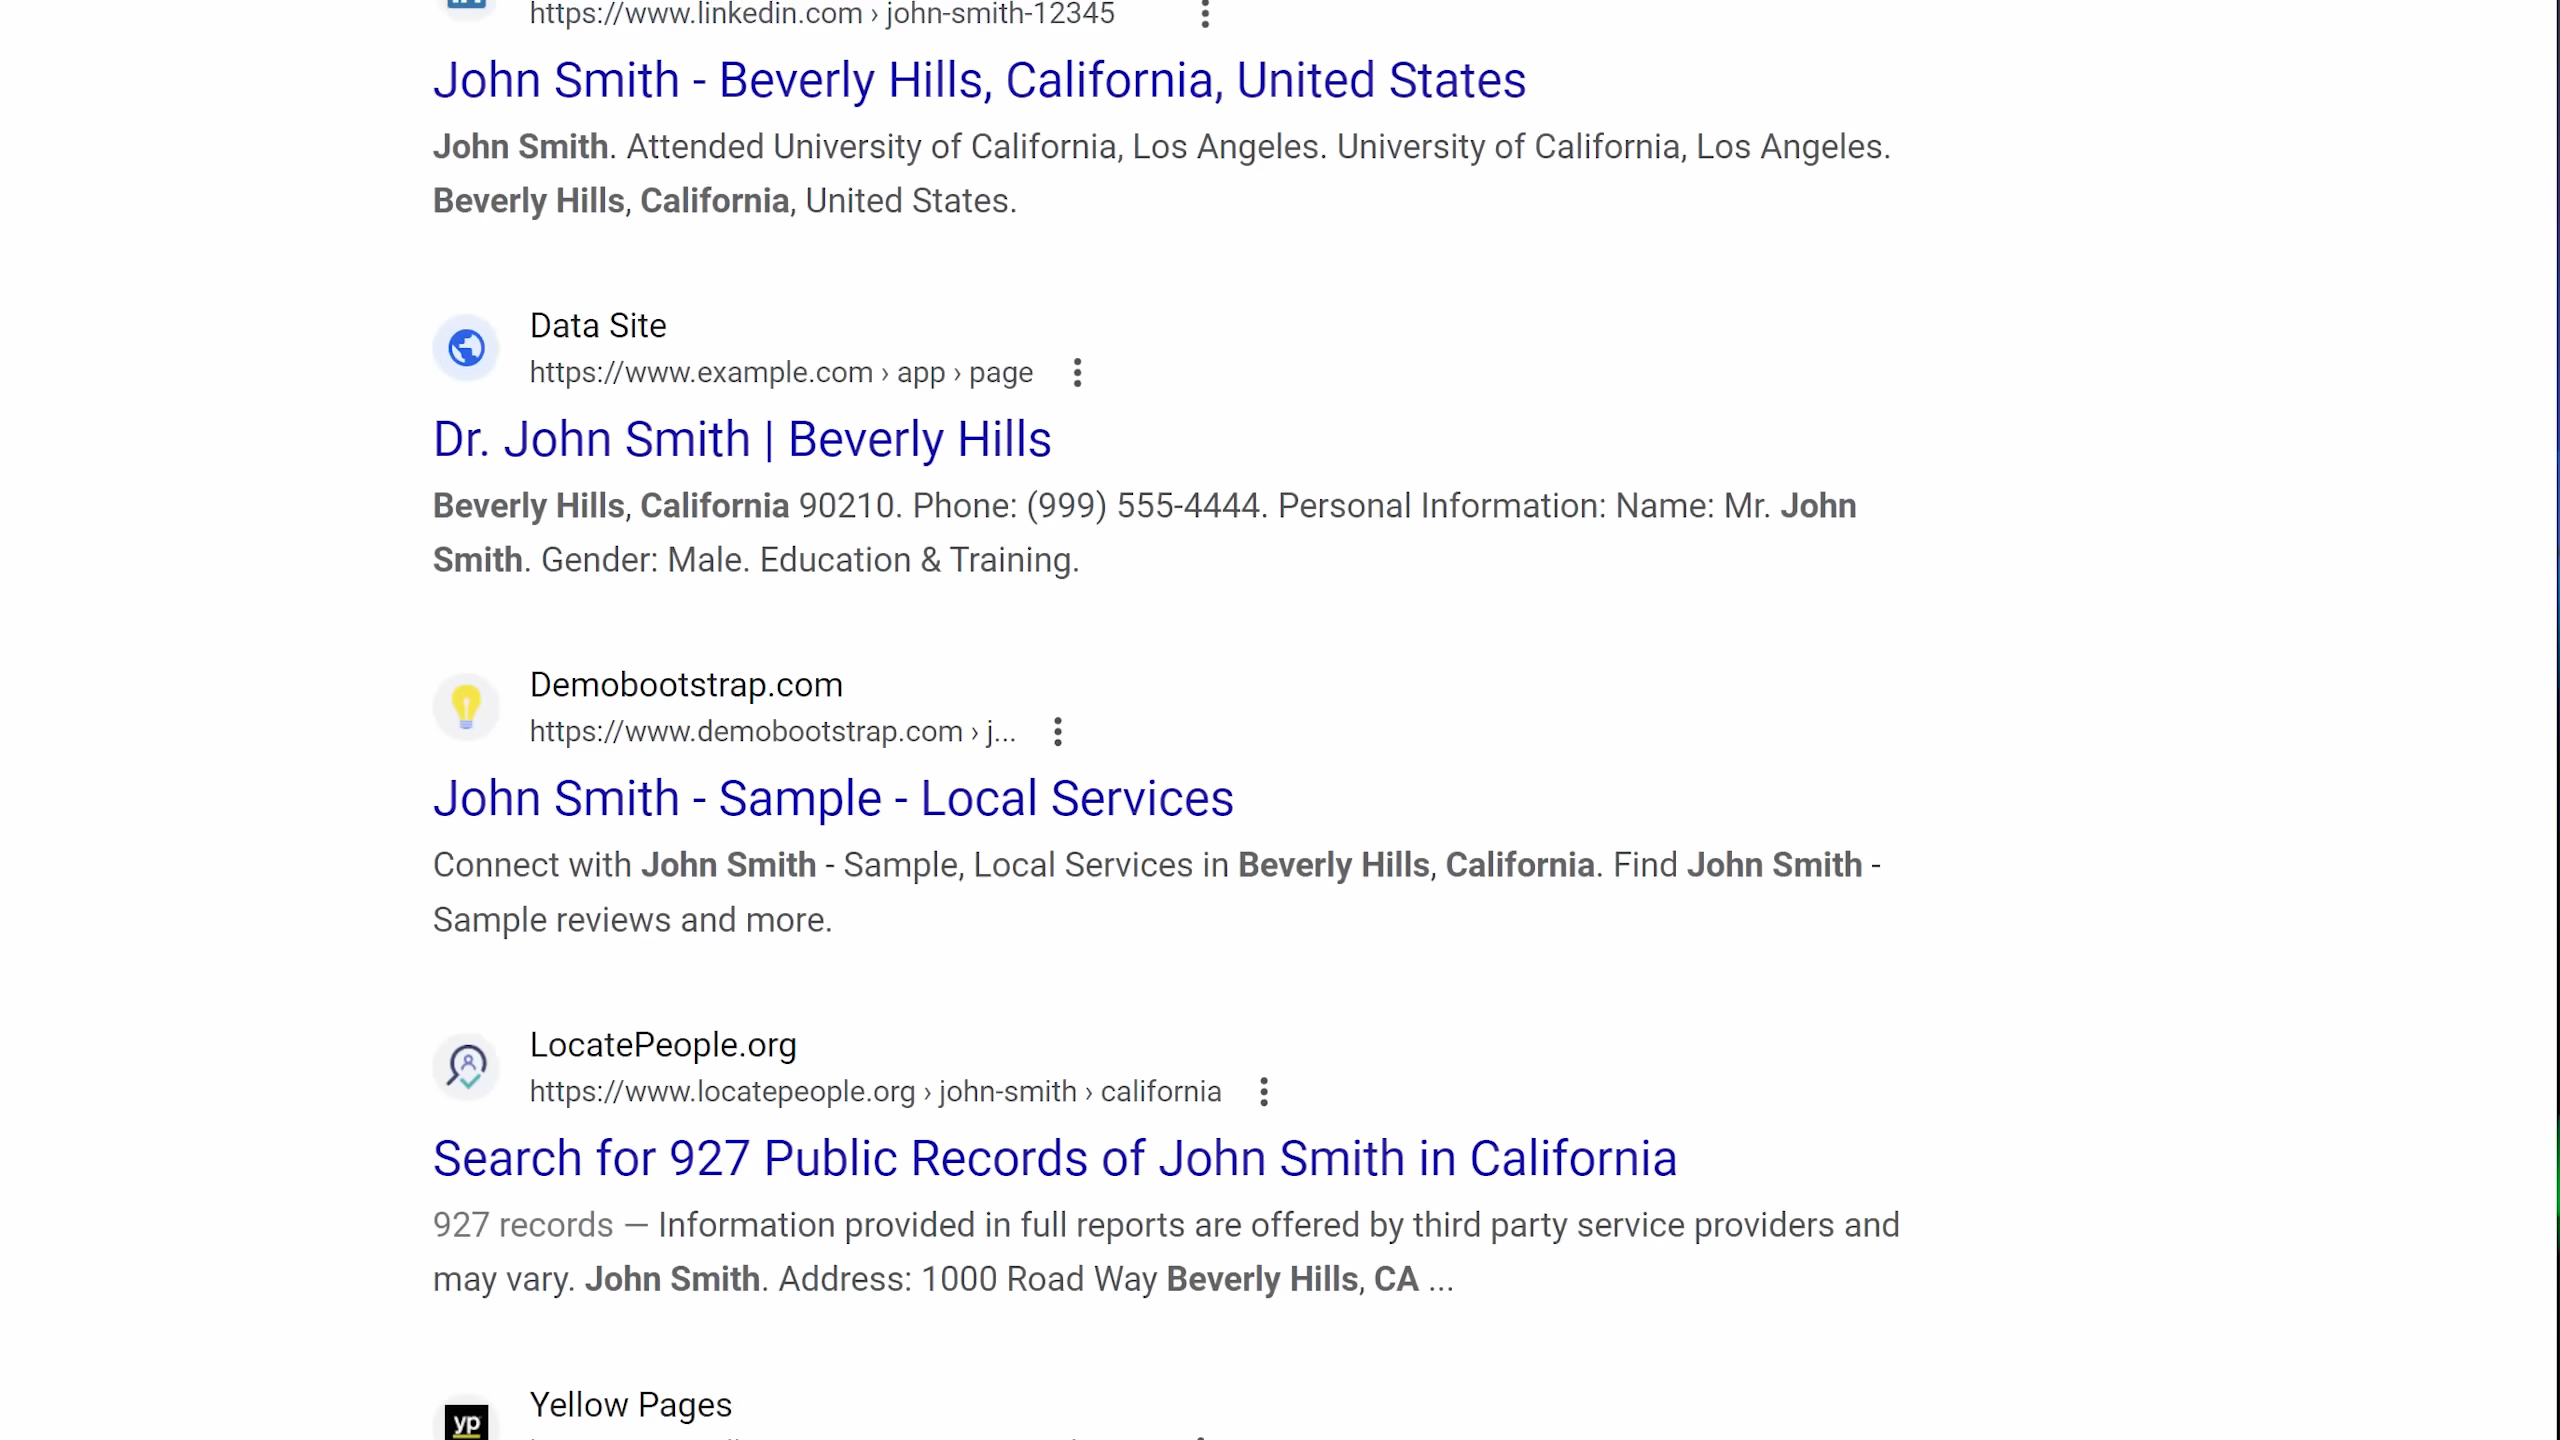 https://www.linkedin.com › john-smith-12345
John Smith - Beverly Hills, California, United States
John Smith. Attended University of California, Los Angeles. University of California, Los Angeles.
Beverly Hills, California, United States.
Data Site
https://www.example.com › app › page
Dr. John Smith | Beverly Hills
Beverly Hills, California 90210. Phone: (999) 555-4444. Personal Information: Name: Mr. John
Smith. Gender: Male. Education & Training.
Demobootstrap.com
https://www.demobootstrap.com › j...
John Smith - Sample - Local Services
Connect with John Smith - Sample, Local Services in Beverly Hills, California. Find John Smith -
Sample reviews and more.
LocatePeople.org
https://www.locatepeople.org › john-smith › california
Search for 927 Public Records of John Smith in California
927 records — Information provided in full reports are offered by third party service providers and
may vary. John Smith. Address: 1000 Road Way Beverly Hills, CA ...
Yellow Pages
yp